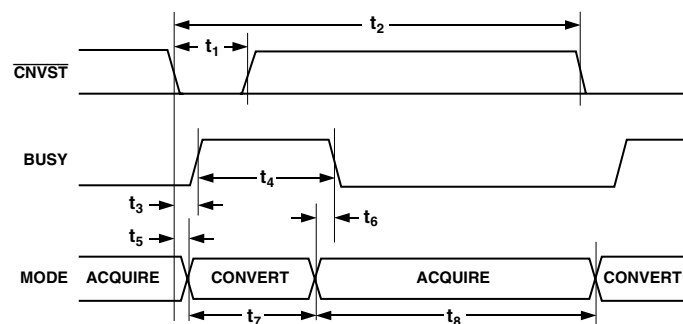 t2
t1
CNVST
BUSY
t4
t3
t6
t5
MODE ACQUIRE CONVERT ACQUIRE CONVERT
t7 t8